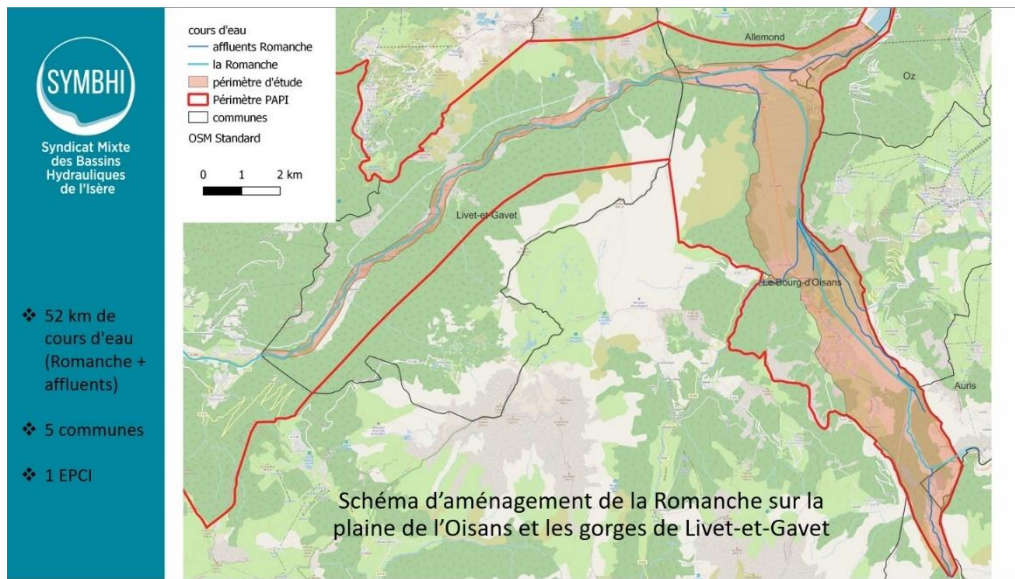 SYMBHI
Syndicat Mixte
des Bassins
Hydrauliques
de l'Isère
❖ 52 km de
cours d'eau
(Romanche +
affluents)
❖ 5 communes
❖ 1 EPCI
cours d'eau
affluents Romanche
la Romanche
périmètre d'étude
Périmètre PAPI
communes
OSM Standard
0 1 2 km
Allemond
Oz
Livet-et-Gavet
Le-Bourg-d'Oisans
Auris
Schéma d'aménagement de la Romanche sur la
plaine de l'Oisans et les gorges de Livet-et-Gavet